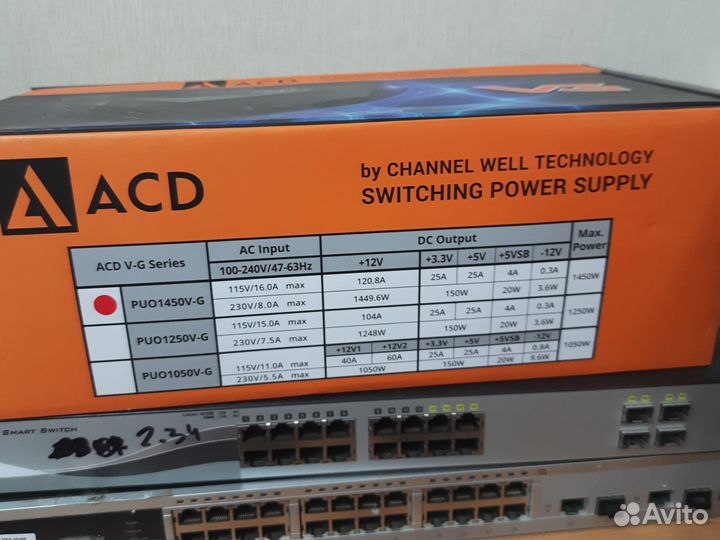 ACD
V-G
ACD
by CHANNEL WELL TECHNOLOGY
SWITCHING POWER SUPPLY
ACD V-G Series AC Input DC Output Max. Power
100-240V/47-63Hz +12V +3.3V +5V +5VSB -12V
PUO1450V-G 115V/16.0A max 120,8A 25A 25A 4A 0.3A 1450W
230V/8.0A max 1449.6W 150W 20W 3.6W
PUO1250V-G 115V/15.0A max 104A 25A 25A 4A 0.3A 1250W
230V/7.5A max 1248W 150W 20W 3.6W
PUO1050V-G 115V/11.0A max +12V1 +12V2 +3.3V +5V +5VSB -12V 1050W
40A 60A 25A 25A 4A 0.8A
230V/5.5A max 1050W 150W 20W 9.6W
SMART SWITCH
2.34
Avito